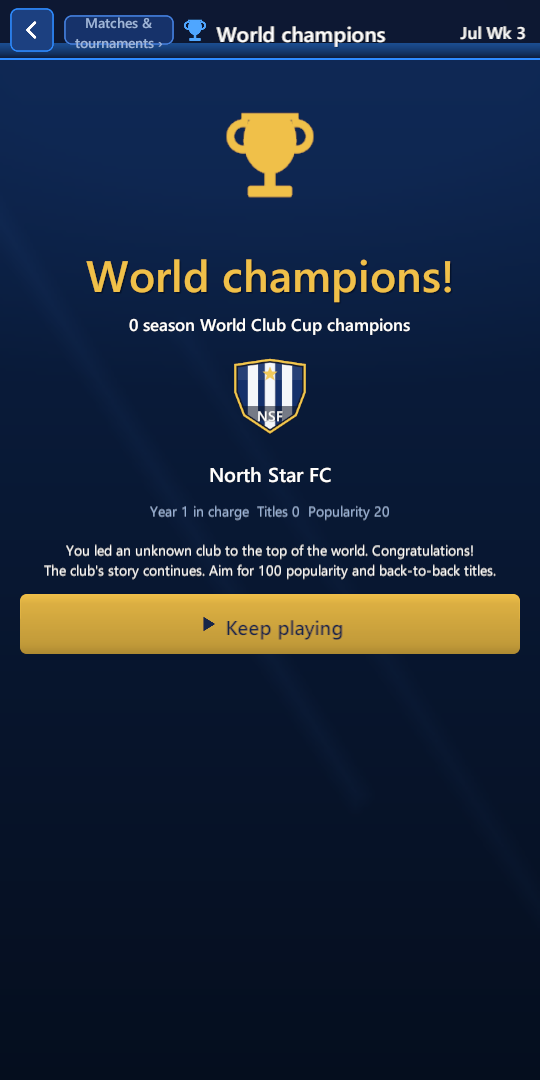 Matches &
tournaments ›
World champions
Jul Wk 3
World champions!
0 season World Club Cup champions
NSF
North Star FC
Year 1 in charge  Titles 0  Popularity 20
You led an unknown club to the top of the world. Congratulations!
The club's story continues. Aim for 100 popularity and back-to-back titles.
Keep playing